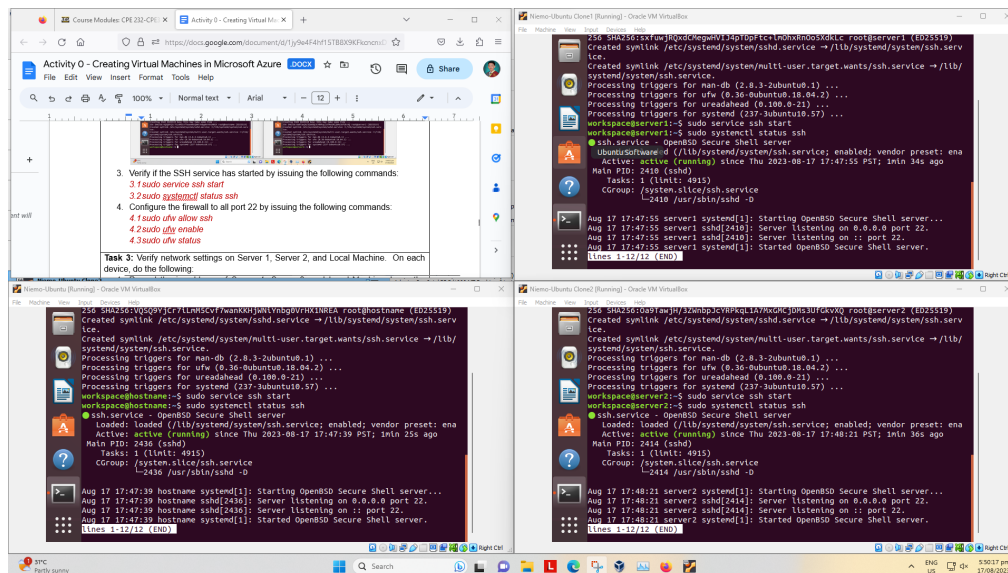 Course Modules: CPE 232-CPE3
Activity 0 - Creating Virtual Ma
https://docs.google.com/document/d/1jy9e4F4hf15TB8X9KFkcncnxD
Activity 0 - Creating Virtual Machines in Microsoft Azure .DOCX
Share
File Edit View Insert Format Tools Help
100% Normal text Arial 12
3. Verify if the SSH service has started by issuing the following commands:
3.1 sudo service ssh start
3.2 sudo systemctl status ssh
4. Configure the firewall to all port 22 by issuing the following commands:
4.1 sudo ufw allow ssh
4.2 sudo ufw enable
4.3 sudo ufw status
Task 3: Verify network settings on Server 1, Server 2, and Local Machine. On each
device, do the following:
ent will
Niemo-Ubuntu Clone1 [Running] - Oracle VM VirtualBox
File Machine View Input Devices Help
Created symlink /etc/systemd/system/sshd.service → /lib/systemd/system/ssh.serv
ice.
Created symlink /etc/systemd/system/multi-user.target.wants/ssh.service → /lib/
systemd/system/ssh.service.
Processing triggers for man-db (2.8.3-2ubuntu0.1) ...
Processing triggers for ufw (0.36-0ubuntu0.18.04.2) ...
Processing triggers for ureadahead (0.100.0-21) ...
Processing triggers for systemd (237-3ubuntu10.57) ...
workspace@server1:~$ sudo service ssh start
workspace@server1:~$ sudo systemctl status ssh
ssh.service - OpenBSD Secure Shell server
Ubuntu Software d (/lib/systemd/system/ssh.service; enabled; vendor preset: ena
Active: active (running) since Thu 2023-08-17 17:47:55 PST; 1min 34s ago
Main PID: 2410 (sshd)
Tasks: 1 (limit: 4915)
CGroup: /system.slice/ssh.service
└─2410 /usr/sbin/sshd -D
Aug 17 17:47:55 server1 systemd[1]: Starting OpenBSD Secure Shell server...
Aug 17 17:47:55 server1 sshd[2410]: Server listening on 0.0.0.0 port 22.
Aug 17 17:47:55 server1 sshd[2410]: Server listening on :: port 22.
Aug 17 17:47:55 server1 systemd[1]: Started OpenBSD Secure Shell server.
lines 1-12/12 (END)
Right Ctrl
Niemo-Ubuntu [Running] - Oracle VM VirtualBox
File Machine View Input Devices Help
Created symlink /etc/systemd/system/sshd.service → /lib/systemd/system/ssh.serv
ice.
Created symlink /etc/systemd/system/multi-user.target.wants/ssh.service → /lib/
systemd/system/ssh.service.
Processing triggers for man-db (2.8.3-2ubuntu0.1) ...
Processing triggers for ufw (0.36-0ubuntu0.18.04.2) ...
Processing triggers for ureadahead (0.100.0-21) ...
Processing triggers for systemd (237-3ubuntu10.57) ...
workspace@hostname:~$ sudo service ssh start
workspace@hostname:~$ sudo systemctl status ssh
ssh.service - OpenBSD Secure Shell server
Loaded: loaded (/lib/systemd/system/ssh.service; enabled; vendor preset: ena
Active: active (running) since Thu 2023-08-17 17:47:39 PST; 1min 25s ago
Main PID: 2436 (sshd)
Tasks: 1 (limit: 4915)
CGroup: /system.slice/ssh.service
└─2436 /usr/sbin/sshd -D
Aug 17 17:47:39 hostname systemd[1]: Starting OpenBSD Secure Shell server...
Aug 17 17:47:39 hostname sshd[2436]: Server listening on 0.0.0.0 port 22.
Aug 17 17:47:39 hostname sshd[2436]: Server listening on :: port 22.
Aug 17 17:47:39 hostname systemd[1]: Started OpenBSD Secure Shell server.
lines 1-12/12 (END)
Right Ctrl
Niemo-Ubuntu Clone2 [Running] - Oracle VM VirtualBox
File Machine View Input Devices Help
Created symlink /etc/systemd/system/sshd.service → /lib/systemd/system/ssh.serv
ice.
Created symlink /etc/systemd/system/multi-user.target.wants/ssh.service → /lib/
systemd/system/ssh.service.
Processing triggers for man-db (2.8.3-2ubuntu0.1) ...
Processing triggers for ufw (0.36-0ubuntu0.18.04.2) ...
Processing triggers for ureadahead (0.100.0-21) ...
Processing triggers for systemd (237-3ubuntu10.57) ...
workspace@server2:~$ sudo service ssh start
workspace@server2:~$ sudo systemctl status ssh
ssh.service - OpenBSD Secure Shell server
Loaded: loaded (/lib/systemd/system/ssh.service; enabled; vendor preset: ena
Active: active (running) since Thu 2023-08-17 17:48:21 PST; 1min 36s ago
Main PID: 2414 (sshd)
Tasks: 1 (limit: 4915)
CGroup: /system.slice/ssh.service
└─2414 /usr/sbin/sshd -D
Aug 17 17:48:21 server2 systemd[1]: Starting OpenBSD Secure Shell server...
Aug 17 17:48:21 server2 sshd[2414]: Server listening on 0.0.0.0 port 22.
Aug 17 17:48:21 server2 sshd[2414]: Server listening on :: port 22.
Aug 17 17:48:21 server2 systemd[1]: Started OpenBSD Secure Shell server.
lines 1-12/12 (END)
Right Ctrl
31°C
Partly sunny
Search
ENG
US
5:50:17 pm
17/08/2023